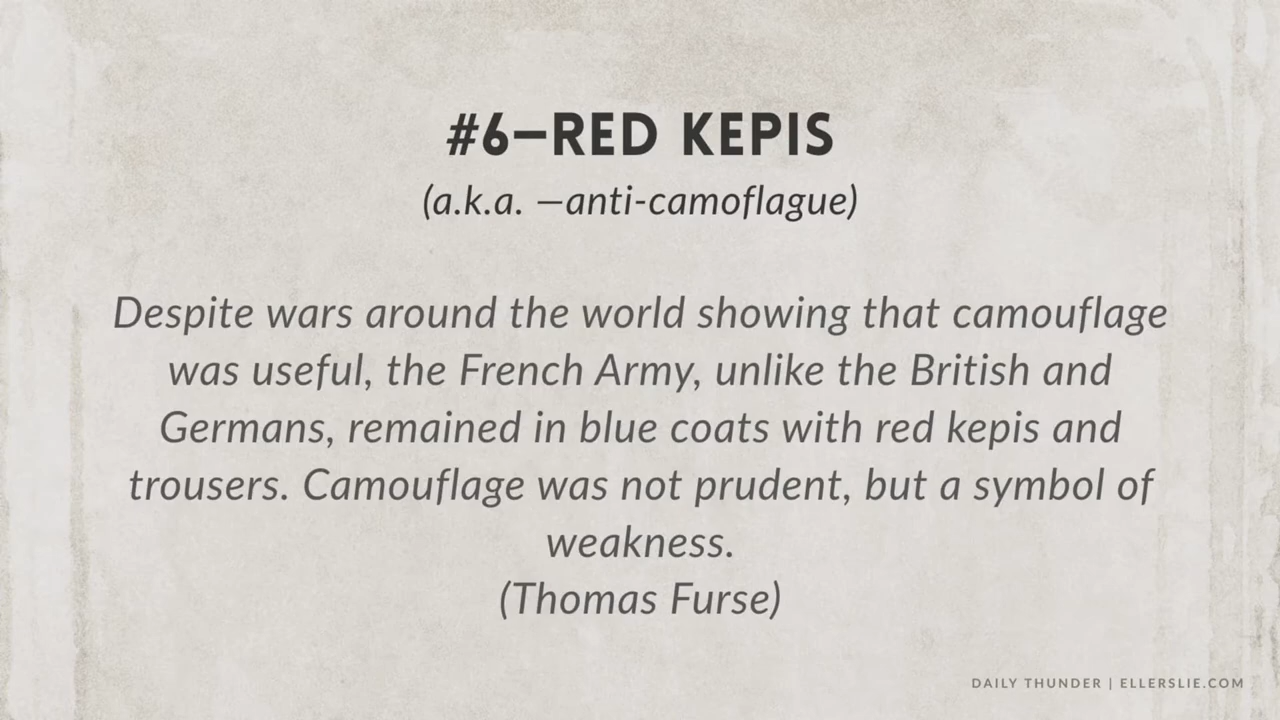 #6—RED KEPIS
(a.k.a. —anti-camoflague)
Despite wars around the world showing that camouflage
was useful, the French Army, unlike the British and
Germans, remained in blue coats with red kepis and
trousers. Camouflage was not prudent, but a symbol of
weakness.
(Thomas Furse)
DAILY THUNDER | ELLERSLIE.COM